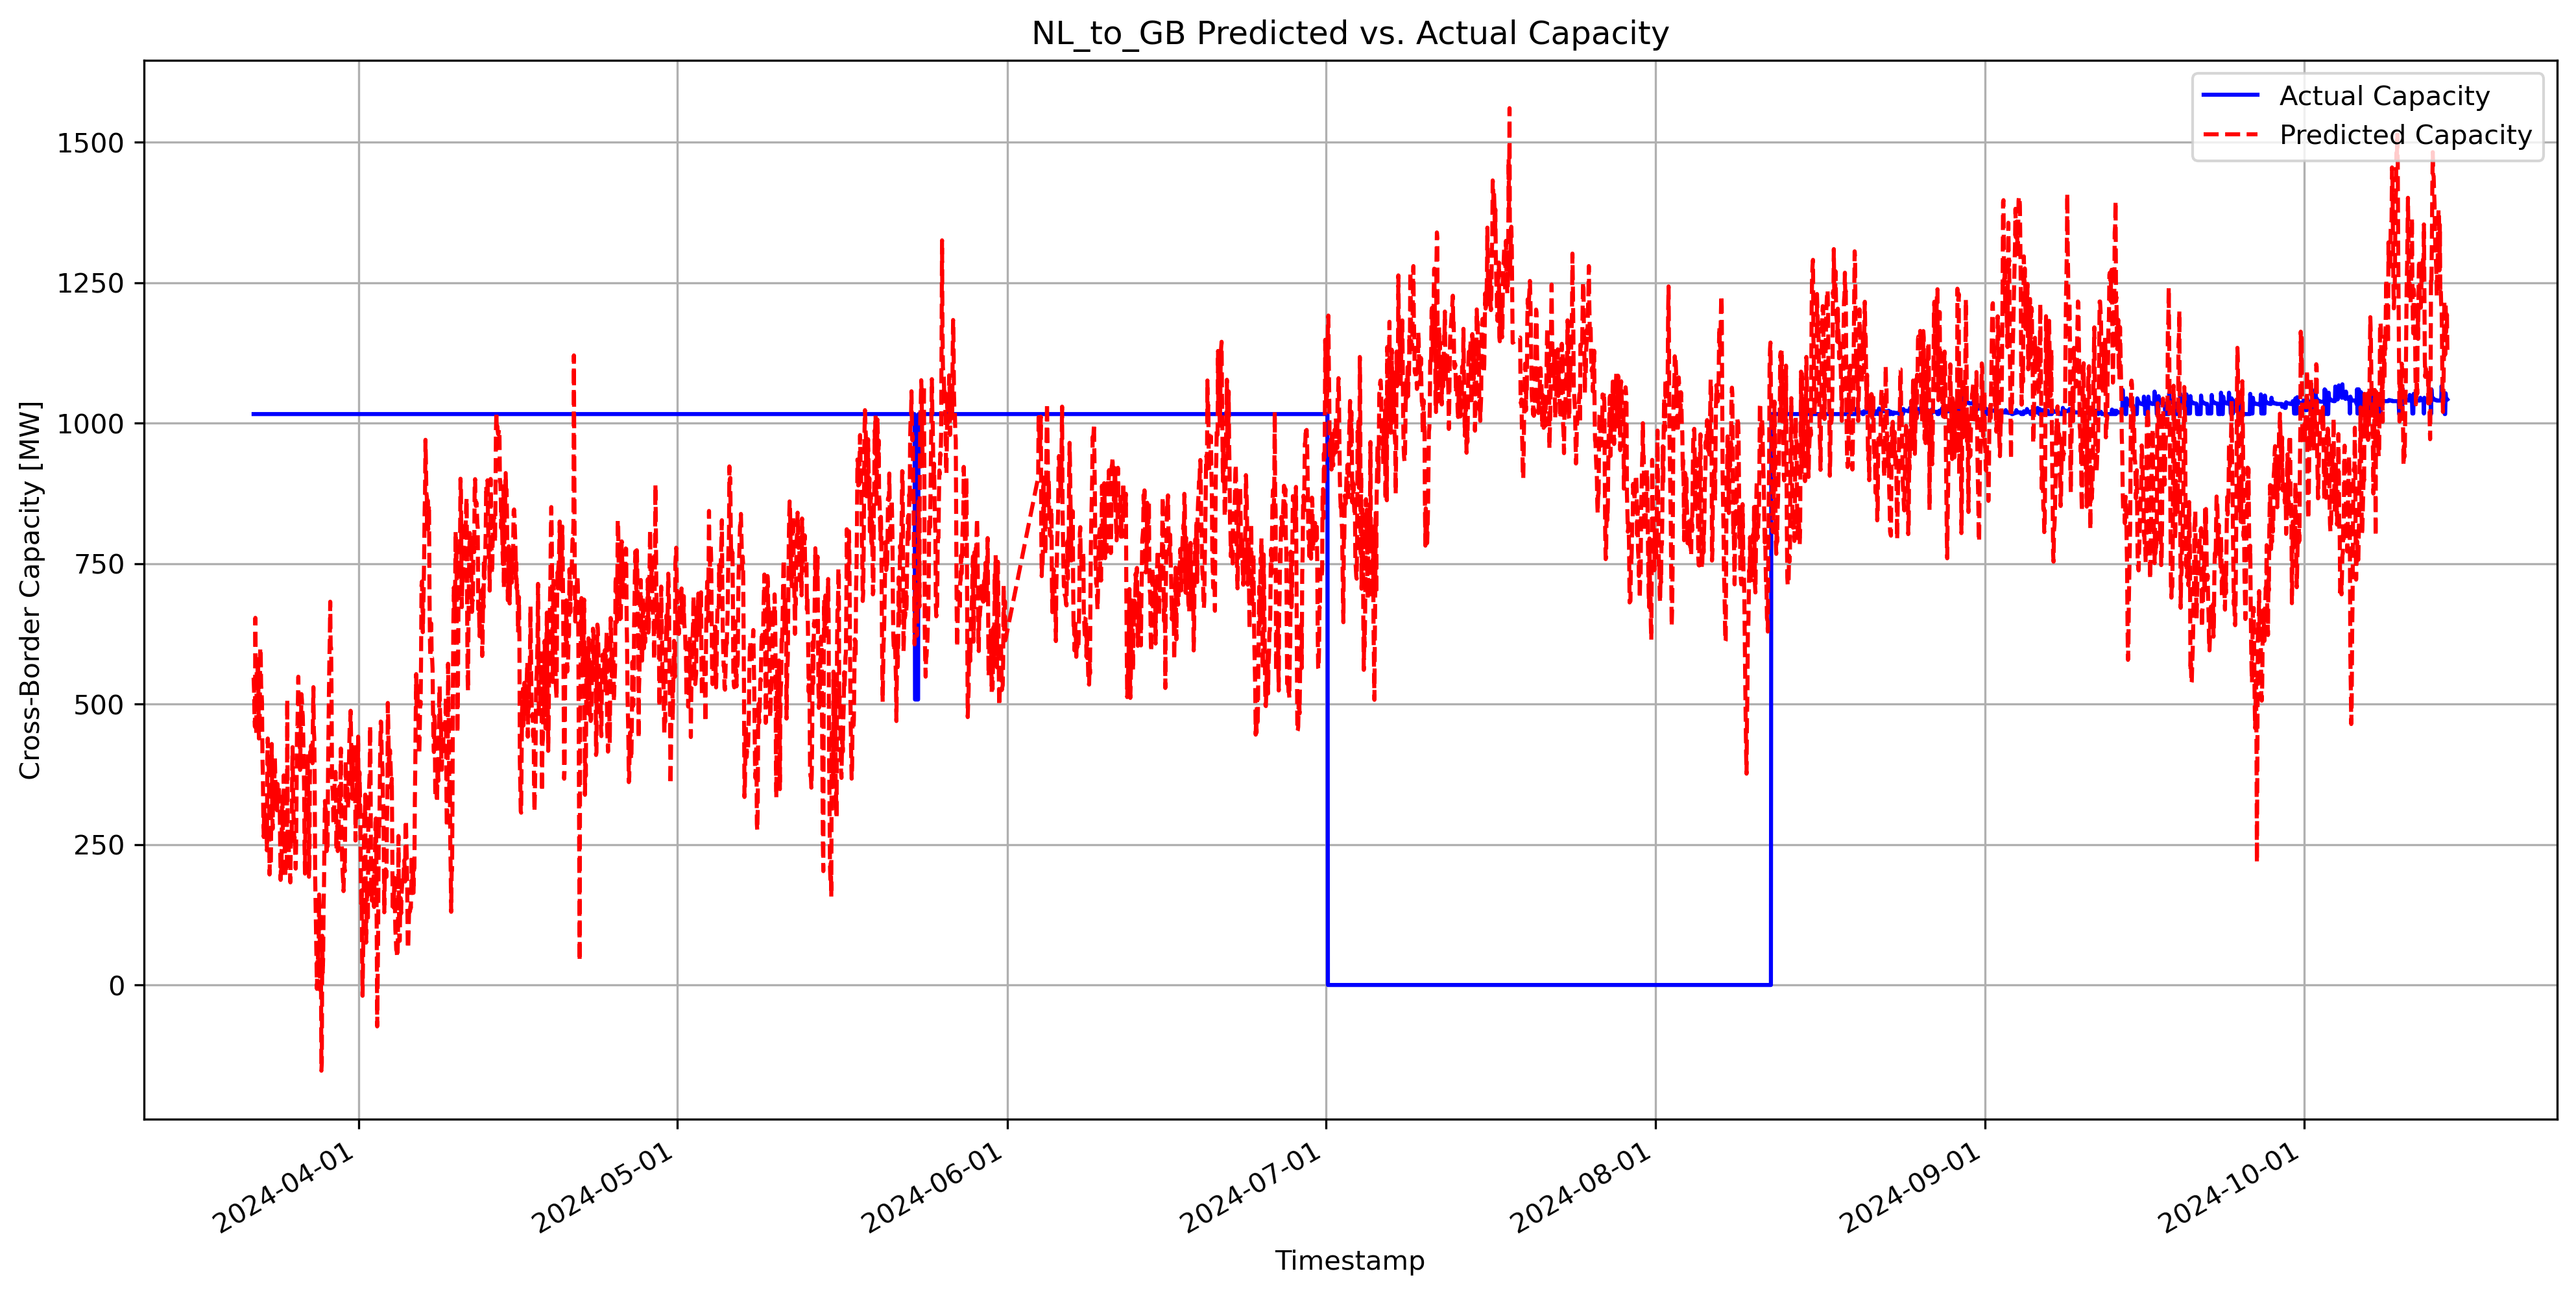 NL_to_GB Predicted vs. Actual Capacity
Actual Capacity
Predicted Capacity
Cross-Border Capacity [MW]
1500
1250
1000
750
500
250
0
2024-04-01
2024-05-01
2024-06-01
2024-07-01
2024-08-01
2024-09-01
2024-10-01
Timestamp